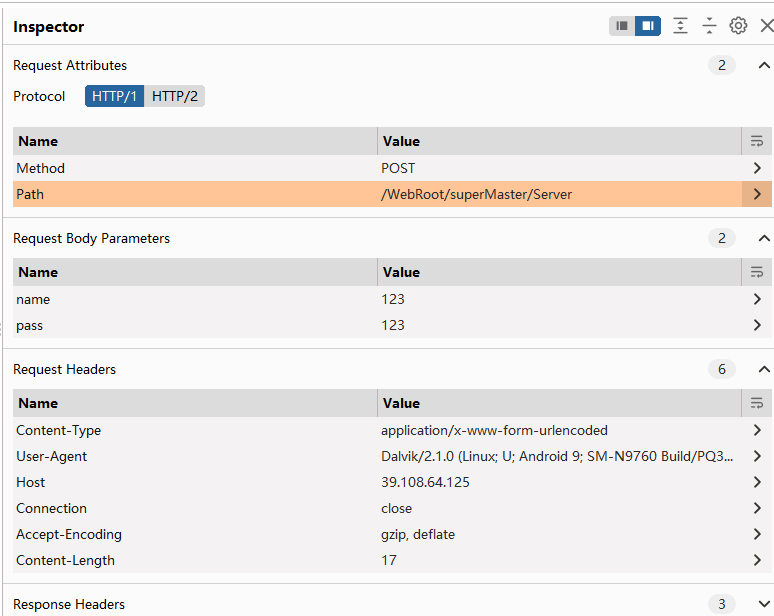 Inspector
Request Attributes 2
Protocol HTTP/1 HTTP/2
Name Value
Method POST
Path /WebRoot/superMaster/Server
Request Body Parameters 2
Name Value
name 123
pass 123
Request Headers 6
Name Value
Content-Type application/x-www-form-urlencoded
User-Agent Dalvik/2.1.0 (Linux; U; Android 9; SM-N9760 Build/PQ3...
Host 39.108.64.125
Connection close
Accept-Encoding gzip, deflate
Content-Length 17
Response Headers 3